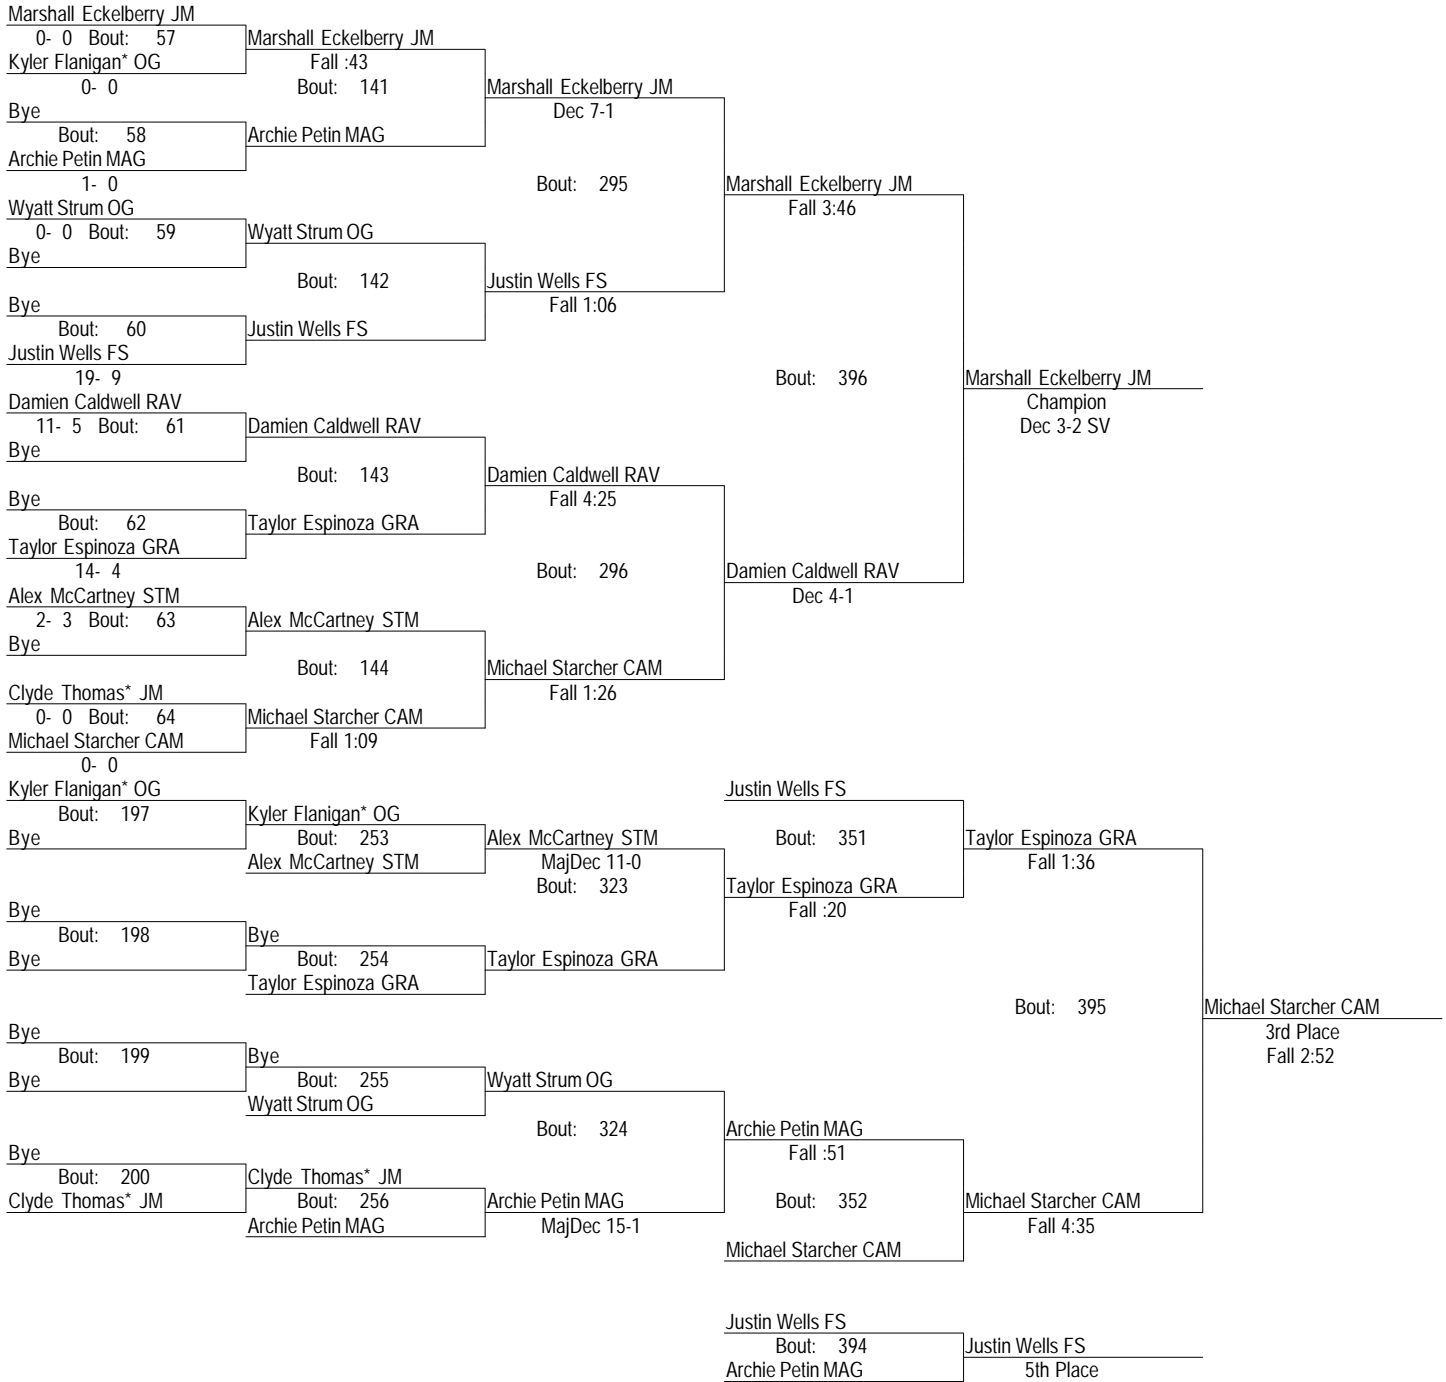 Marshall Eckelberry JM
0- 0 Bout: 57
Kyler Flanigan* OG
0- 0
Bye
Bout: 58
Archie Petin MAG
1- 0
Wyatt Strum OG
0- 0 Bout: 59
Bye
Bye
Bout: 60
Justin Wells FS
19- 9
Damien Caldwell RAV
11- 5 Bout: 61
Bye
Bye
Bout: 62
Taylor Espinoza GRA
14- 4
Alex McCartney STM
2- 3 Bout: 63
Bye
Clyde Thomas* JM
0- 0 Bout: 64
Michael Starcher CAM
0- 0
Marshall Eckelberry JM
Fall :43
Bout: 141
Archie Petin MAG
Wyatt Strum OG
Bout: 142
Justin Wells FS
Damien Caldwell RAV
Bout: 143
Taylor Espinoza GRA
Alex McCartney STM
Bout: 144
Michael Starcher CAM
Fall 1:09
Marshall Eckelberry JM
Dec 7-1
Bout: 295
Justin Wells FS
Fall 1:06
Damien Caldwell RAV
Fall 4:25
Bout: 296
Michael Starcher CAM
Fall 1:26
Marshall Eckelberry JM
Fall 3:46
Bout: 396
Damien Caldwell RAV
Dec 4-1
Marshall Eckelberry JM
Champion
Dec 3-2 SV
Kyler Flanigan* OG
Bout: 197
Bye
Bye
Bout: 198
Bye
Bye
Bout: 199
Bye
Bye
Bout: 200
Clyde Thomas* JM
Kyler Flanigan* OG
Bout: 253
Alex McCartney STM
Bye
Bout: 254
Taylor Espinoza GRA
Bye
Bout: 255
Wyatt Strum OG
Clyde Thomas* JM
Bout: 256
Archie Petin MAG
Alex McCartney STM
MajDec 11-0
Bout: 323
Taylor Espinoza GRA
Wyatt Strum OG
Bout: 324
Archie Petin MAG
MajDec 15-1
Justin Wells FS
Bout: 351
Taylor Espinoza GRA
Fall :20
Archie Petin MAG
Fall :51
Bout: 352
Michael Starcher CAM
Taylor Espinoza GRA
Fall 1:36
Bout: 395
Michael Starcher CAM
Fall 4:35
Michael Starcher CAM
3rd Place
Fall 2:52
Justin Wells FS
Bout: 394
Archie Petin MAG
Justin Wells FS
5th Place